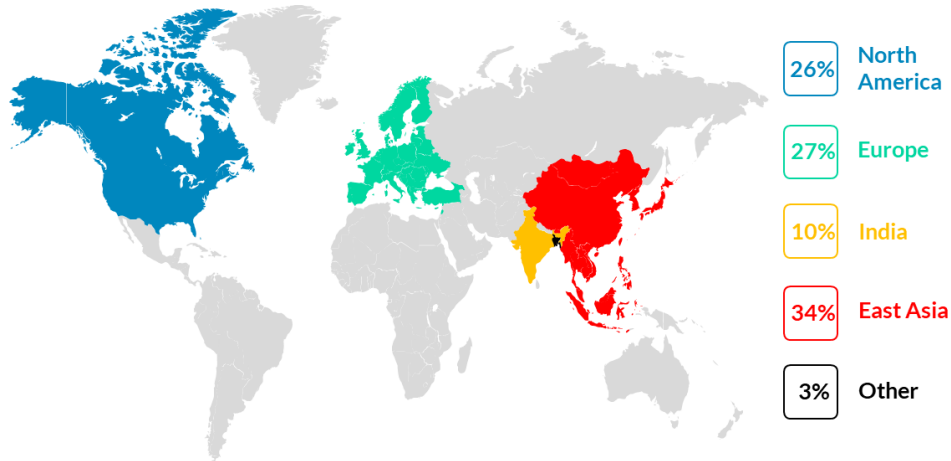 26% North
America
27% Europe
10% India
34% East Asia
3% Other